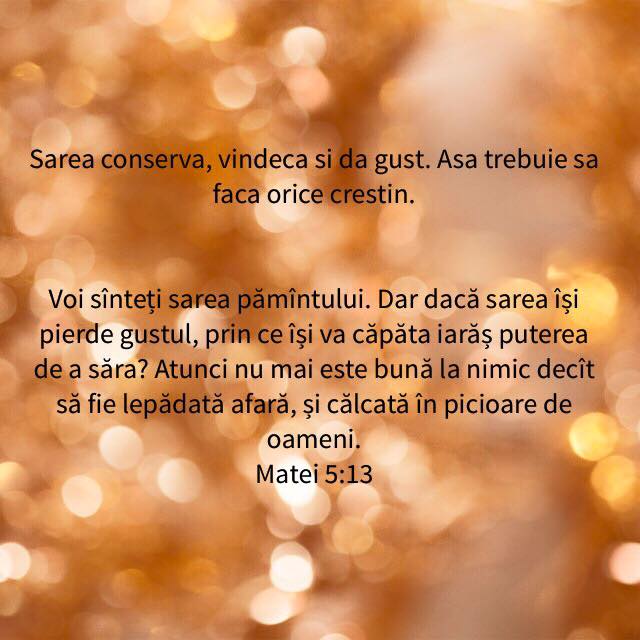 Sarea conserva, vindeca si da gust. Asa trebuie sa
faca orice crestin.
Voi sînteți sarea pămîntului. Dar dacă sarea își
pierde gustul, prin ce își va căpăta iarăş puterea
de a săra? Atunci nu mai este bună la nimic decît
să fie lepădată afară, și călcată în picioare de
oameni.
Matei 5:13